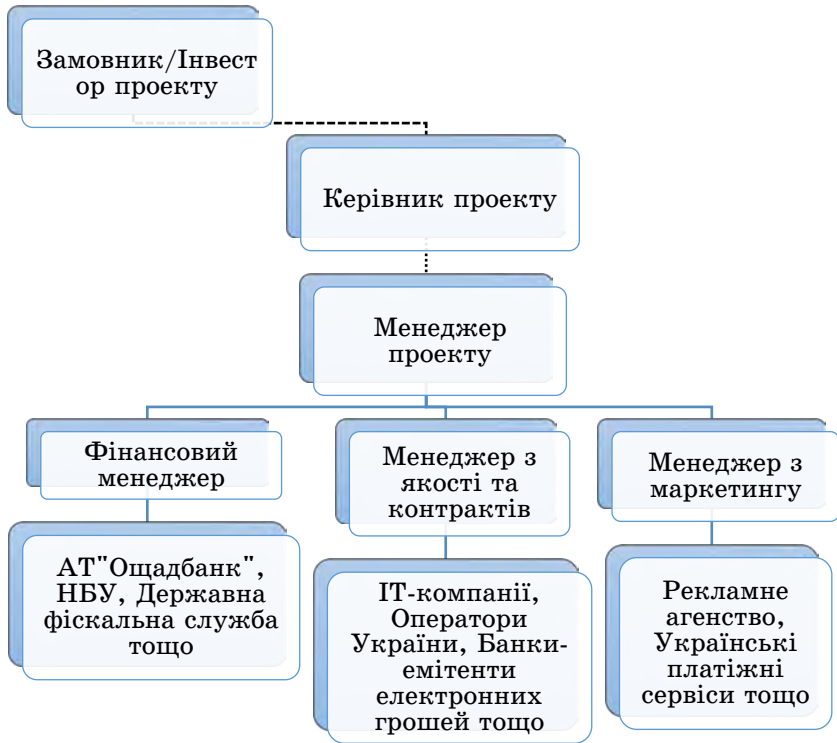 Замовник/Інвест
ор проекту
Керівник проекту
Менеджер
проекту
Фінансовий
менеджер
Менеджер з
якості та
контрактів
Менеджер з
маркетингу
АТ"Ощадбанк",
НБУ, Державна
фіскальна служба
тощо
ІТ-компанії,
Оператори
України, Банки-
емітенти
електронних
грошей тощо
Рекламне
агенство,
Українські
платіжні
сервіси тощо